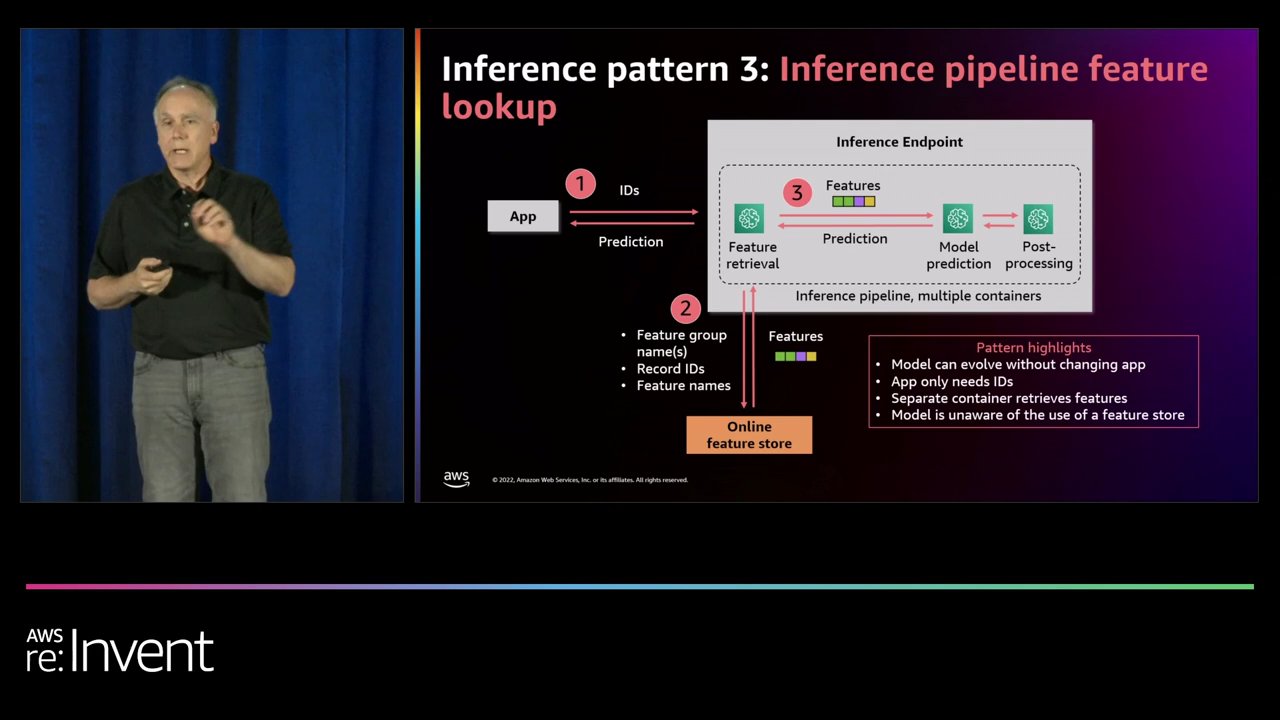 Inference pattern 3: Inference pipeline feature
lookup
Inference Endpoint
1
IDs
App
Prediction
3
Features
Feature
retrieval
Prediction
Model
prediction
Post-
processing
Inference pipeline, multiple containers
2
• Feature group
name(s)
• Record IDs
• Feature names
Features
Online
feature store
Pattern highlights
• Model can evolve without changing app
• App only needs IDs
• Separate container retrieves features
• Model is unaware of the use of a feature store
aws
© 2022, Amazon Web Services, Inc. or its affiliates. All rights reserved.
AWS
re:Invent